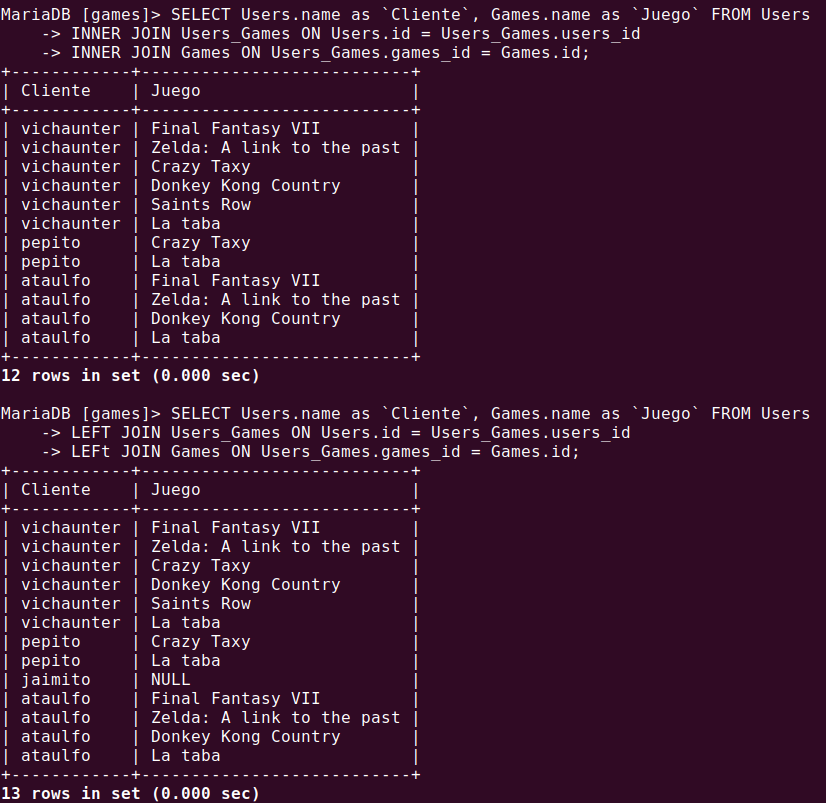 MariaDB [games]> SELECT Users.name as `Cliente`, Games.name as `Juego` FROM Users
    -> INNER JOIN Users_Games ON Users.id = Users_Games.users_id
    -> INNER JOIN Games ON Users_Games.games_id = Games.id;
+------------+---------------------------+
| Cliente    | Juego                     |
+------------+---------------------------+
| vichaunter | Final Fantasy VII         |
| vichaunter | Zelda: A link to the past |
| vichaunter | Crazy Taxy                |
| vichaunter | Donkey Kong Country       |
| vichaunter | Saints Row                |
| vichaunter | La taba                   |
| pepito     | Crazy Taxy                |
| pepito     | La taba                   |
| ataulfo    | Final Fantasy VII         |
| ataulfo    | Zelda: A link to the past |
| ataulfo    | Donkey Kong Country       |
| ataulfo    | La taba                   |
+------------+---------------------------+
12 rows in set (0.000 sec)

MariaDB [games]> SELECT Users.name as `Cliente`, Games.name as `Juego` FROM Users
    -> LEFT JOIN Users_Games ON Users.id = Users_Games.users_id
    -> LEFt JOIN Games ON Users_Games.games_id = Games.id;
+------------+---------------------------+
| Cliente    | Juego                     |
+------------+---------------------------+
| vichaunter | Final Fantasy VII         |
| vichaunter | Zelda: A link to the past |
| vichaunter | Crazy Taxy                |
| vichaunter | Donkey Kong Country       |
| vichaunter | Saints Row                |
| vichaunter | La taba                   |
| pepito     | Crazy Taxy                |
| pepito     | La taba                   |
| jaimito    | NULL                      |
| ataulfo    | Final Fantasy VII         |
| ataulfo    | Zelda: A link to the past |
| ataulfo    | Donkey Kong Country       |
| ataulfo    | La taba                   |
+------------+---------------------------+
13 rows in set (0.000 sec)